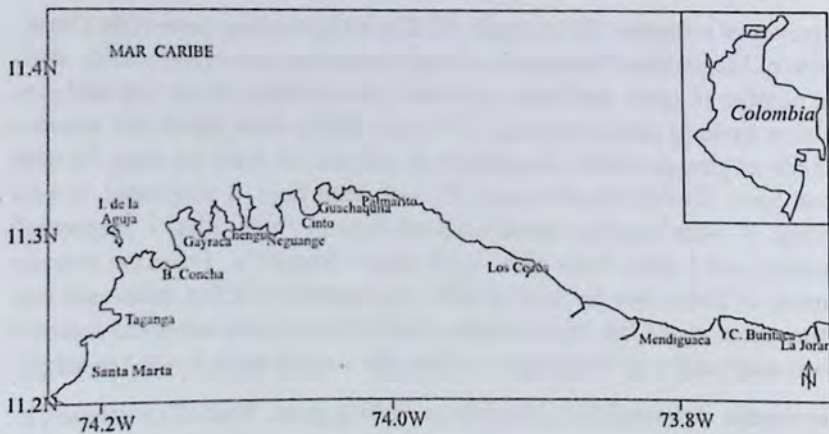 MAR CARIBE
11.4N
Colombia
I. de la
Aguja
Guachaquita
Palmarito
Cinto
11.3N
Gayraca
Chengue
Neguange
B. Concha
Los Cocos
Taganga
Mendiguaca
C. Buritaca
La Joran
Santa Marta
N
11.2N
74.2W
74.0W
73.8W